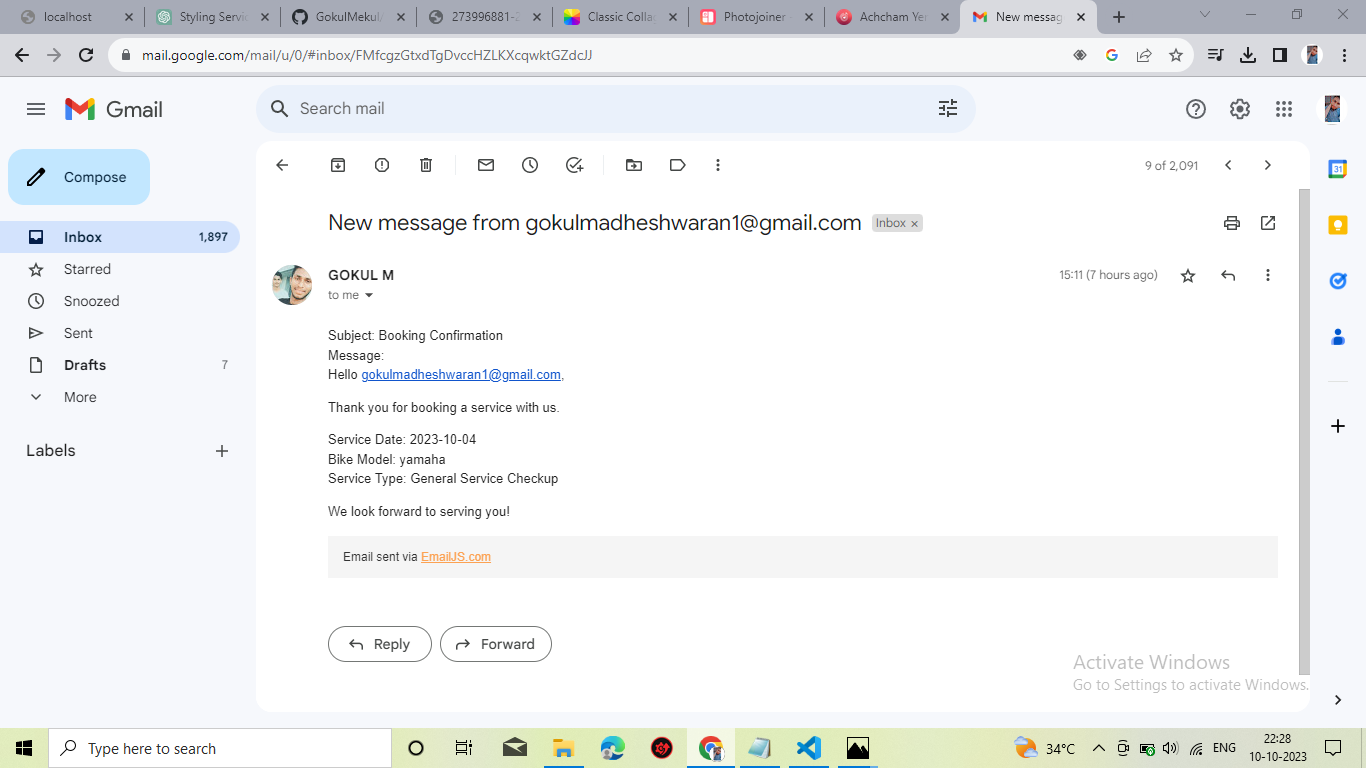 localhost
Styling Servic
GokulMekul/
273996881-2
Classic Colla
Photojoiner
Achcham Yen
New message
mail.google.com/mail/u/0/#inbox/FMfcgzGtxdTgDvccHZLKXcqwktGZdcJJ
Gmail
Search mail
Compose
9 of 2,091
New message from gokulmadheshwaran1@gmail.com Inbox ×
Inbox 1,897
Starred
Snoozed
Sent
Drafts 7
More
Labels
GOKUL M 15:11 (7 hours ago)
to me
Subject: Booking Confirmation
Message:
Hello gokulmadheshwaran1@gmail.com,
Thank you for booking a service with us.
Service Date: 2023-10-04
Bike Model: yamaha
Service Type: General Service Checkup
We look forward to serving you!
Email sent via EmailJS.com
Reply Forward
Activate Windows
Go to Settings to activate Windows.
Type here to search
34°C
ENG
22:28
10-10-2023